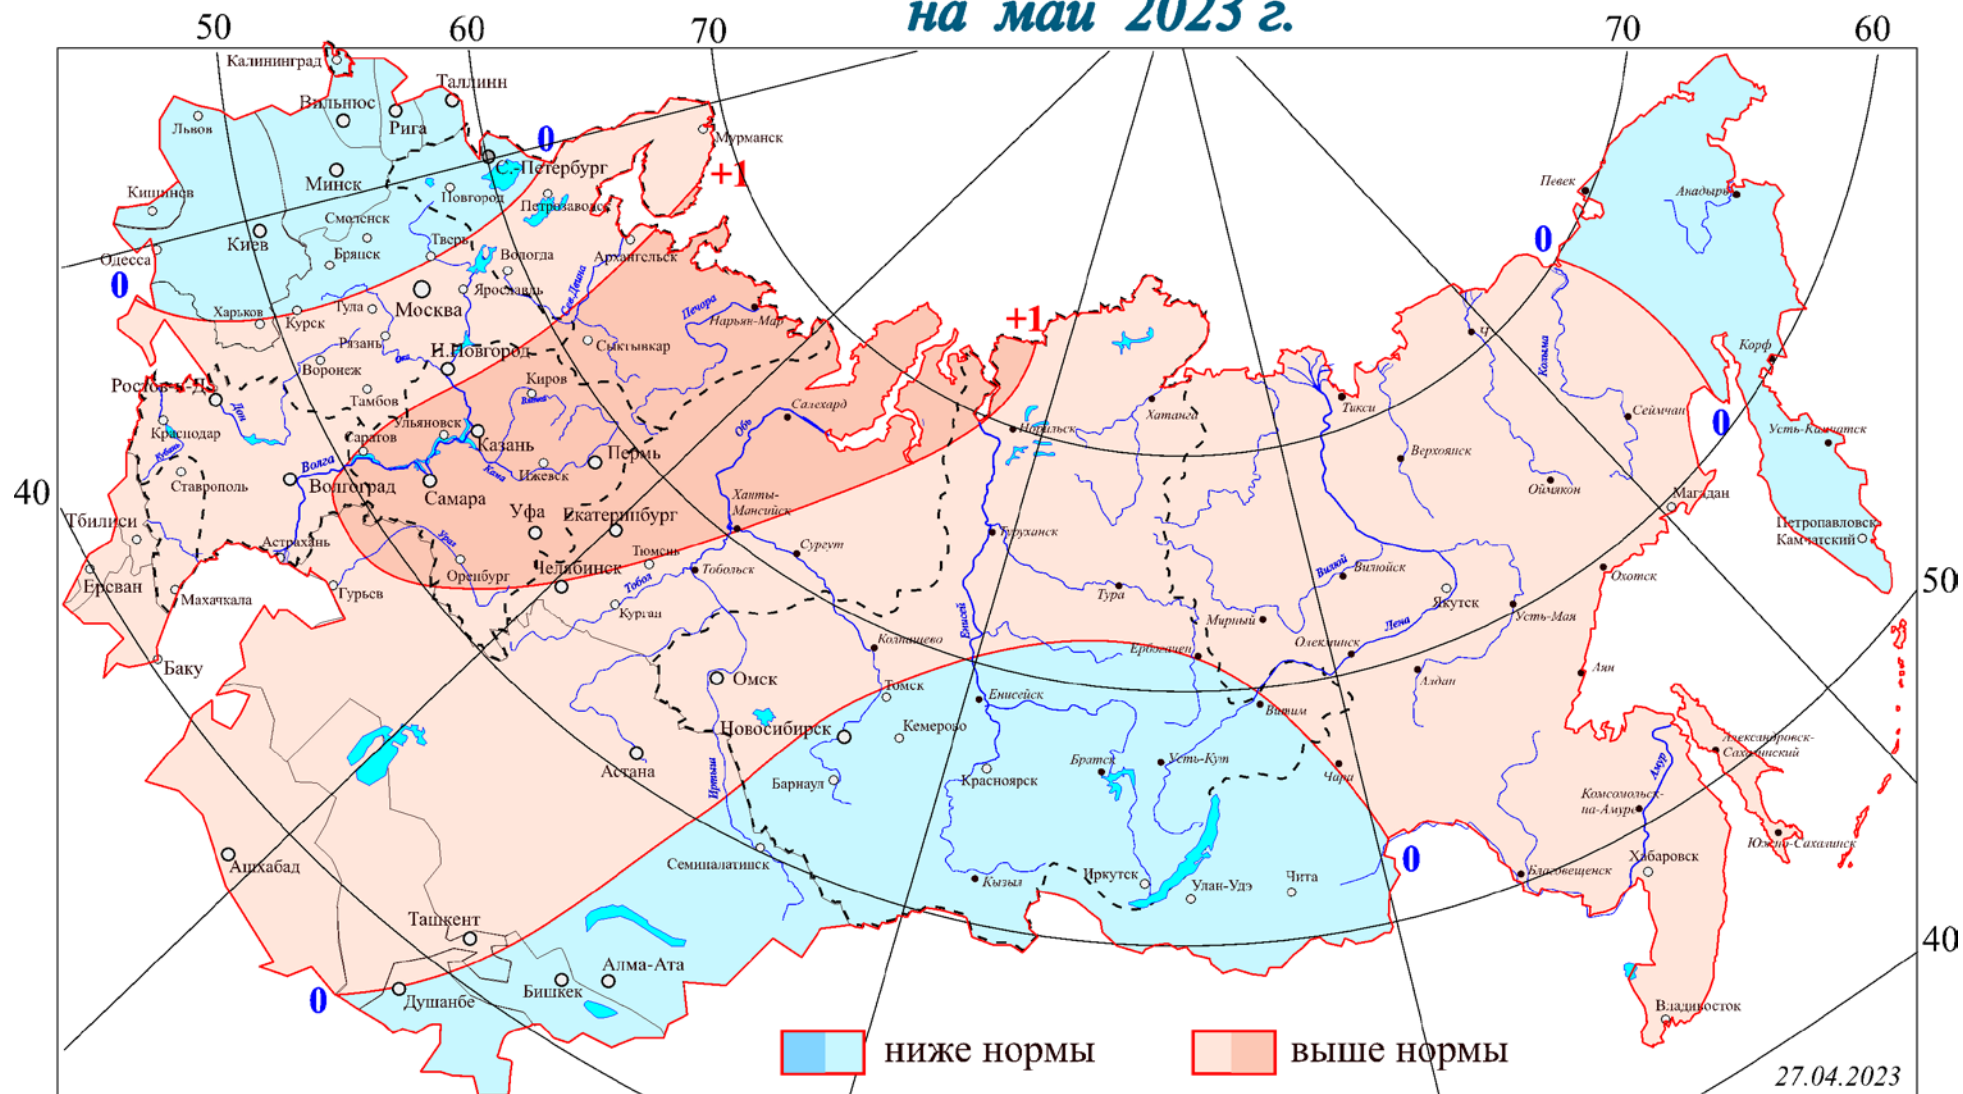 на май 2023 г.
50
60
70
70
60
Калининград
Таллинн
Вильнюс
Рига
Львов
0
Мурманск
С.-Петербург
+1
Минск
Певек
Анадырь
Кишинев
Новгород
Петрозаводск
Смоленск
Киев
Тверь
0
Брянск
Вологда
Архангельск
Одесса
0
Ярославль
Сев.Двина
Москва
Печора
Харьков
Курск
Тула
Нарьян-Мар
+1
Рязань
Н.Новгород
Сыктывкар
Ч
Корф
Ока
Колыма
Воронеж
Киров
Ростов-н-Д
Вятка
Тамбов
Салехард
Хатанга
Тикси
Сеймчан
Дон
Обь
0
Ульяновск
Норильск
Усть-Камчатск
Краснодар
Саратов
Казань
Кубань
Пермь
Верхоянск
Волга
Кама
Ижевск
40
Ставрополь
Волгоград
Самара
Ханты-
Мансийск
Оймякон
Магадан
Уфа
Екатеринбург
Тбилиси
Петропавловск-
Камчатский
Астрахань
Урал
Сургут
Туруханск
Тюмень
Челябинск
Тобольск
Вилюй
Вилюйск
Охотск
50
Ереван
Оренбург
Тобол
Гурьев
Махачкала
Курган
Тура
Якутск
Мирный
Усть-Мая
Енисей
Лена
Колпашево
Олекминск
Ербогачен
Баку
Аян
Омск
Алдан
Томск
Енисейск
Витим
Новосибирск
Кемерово
Александровск-
Сахалинский
Астана
Иртыш
Барнаул
Красноярск
Братск
Усть-Кут
Чара
Амур
Комсомольск-
на-Амуре
Южно-Сахалинск
Ашхабад
Семипалатинск
0
Хабаровск
Кызыл
Иркутск
Улан-Удэ
Чита
Благовещенск
Ташкент
40
Алма-Ата
Бишкек
0
Душанбе
Владивосток
ниже нормы
выше нормы
27.04.2023